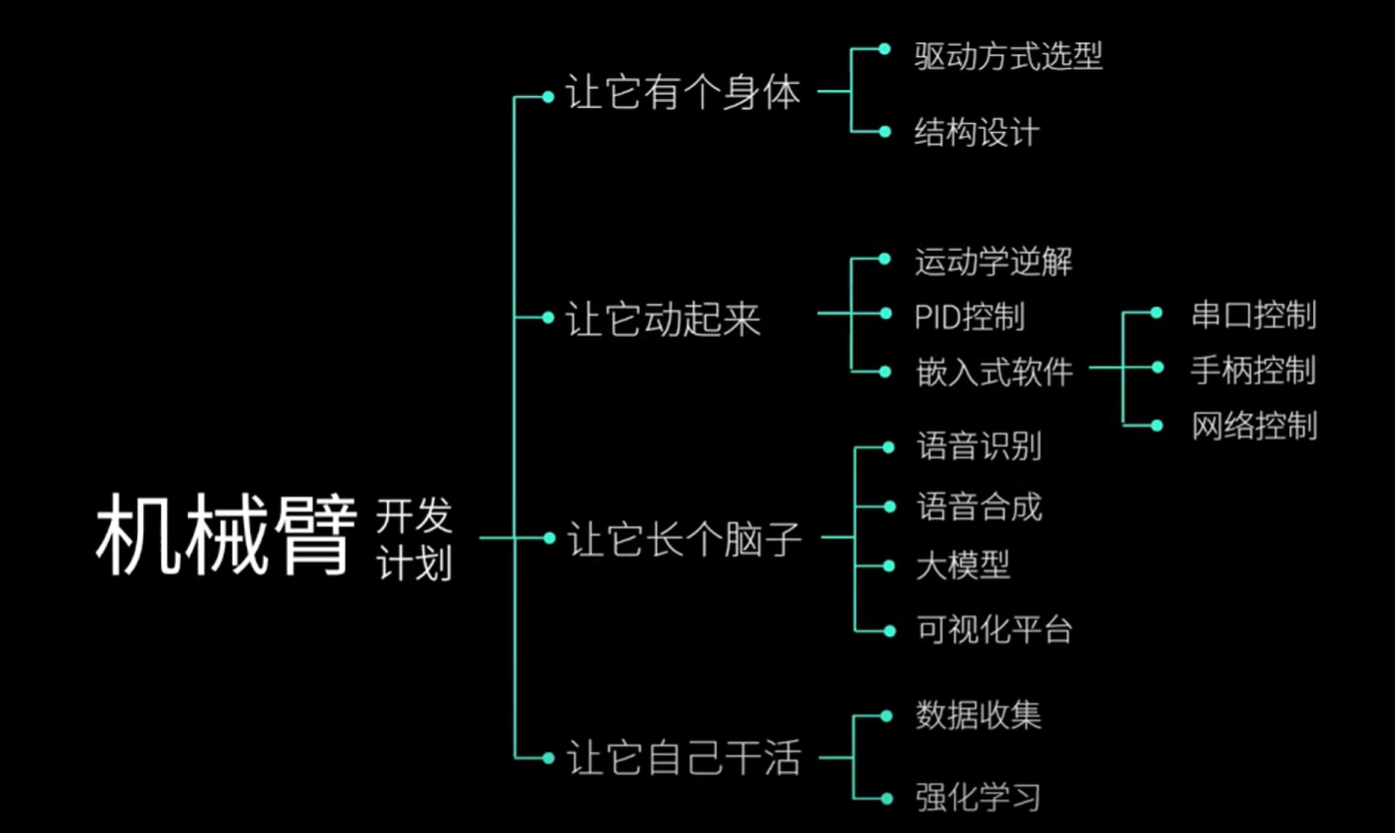 机械臂
开发
计划
让它有个身体
驱动方式选型
结构设计
让它动起来
运动学逆解
PID控制
嵌入式软件
串口控制
手柄控制
网络控制
让它长个脑子
语音识别
语音合成
大模型
可视化平台
让它自己干活
数据收集
强化学习